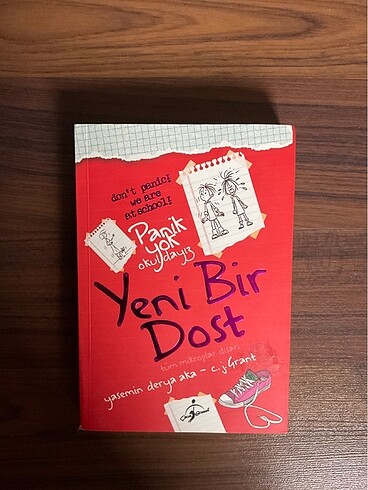 don't panic!
we are
at school!
Panik
yok
okuldayız
Yeni Bir
Dost
tüm mikroplar dışarı
yasemin derya aka - c. j Grant